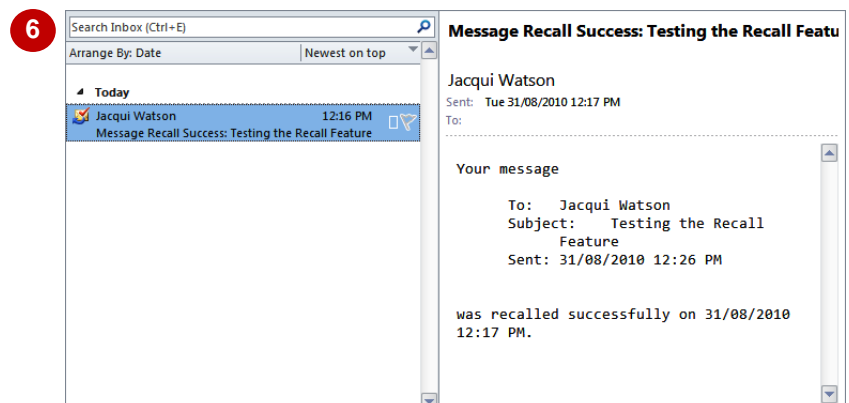 6
Search Inbox (Ctrl+E)
Arrange By: Date Newest on top
Today
Jacqui Watson 12:16 PM
Message Recall Success: Testing the Recall Feature
Message Recall Success: Testing the Recall Featu
Jacqui Watson
Sent: Tue 31/08/2010 12:17 PM
To:
Your message
To: Jacqui Watson
Subject: Testing the Recall
Feature
Sent: 31/08/2010 12:26 PM
was recalled successfully on 31/08/2010
12:17 PM.